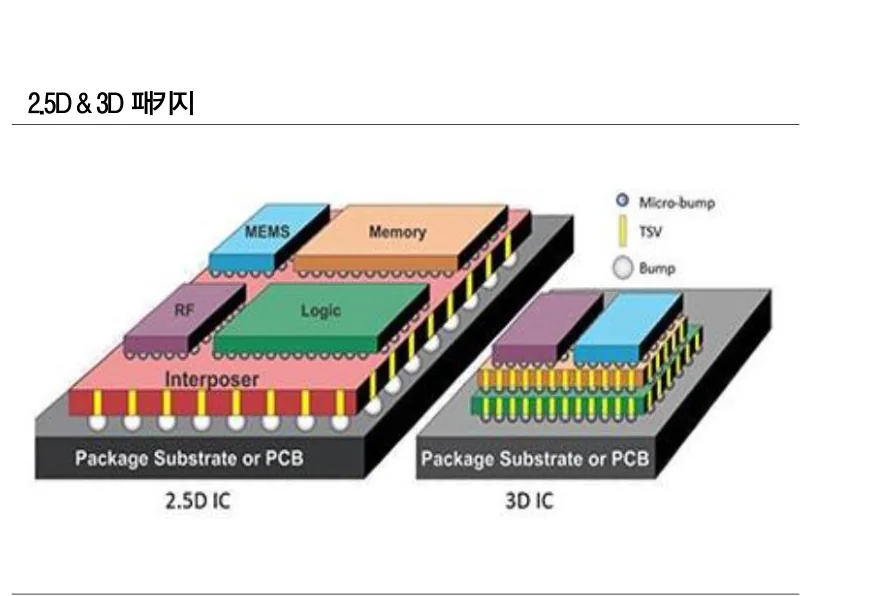 2.5D & 3D 패키지
MEMS
Memory
RF
Logic
Interposer
Package Substrate or PCB
2.5D IC
Micro-bump
TSV
Bump
Package Substrate or PCB
3D IC